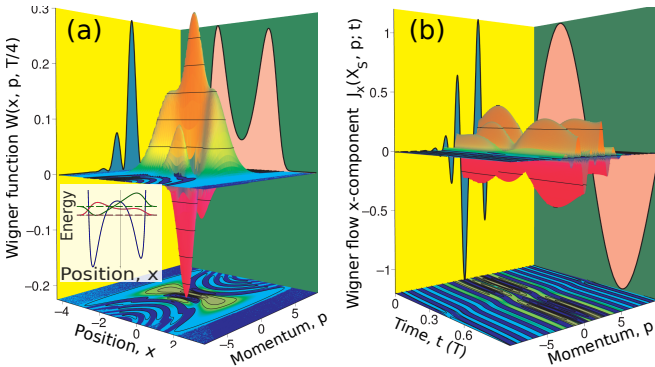 (a)
Wigner function W(x, p, T/4)
0.3
0.2
0.1
0
−0.1
−0.2
Energy
Position, x
−4
−2
0
2
Position, x
−5
0
5
Momentum, p
(b)
Wigner flow x-component J_x(X_S, p; t)
1
0.5
0
−0.5
−1
0
0.3
0.6
Time, t (T)
−5
0
5
Momentum, p